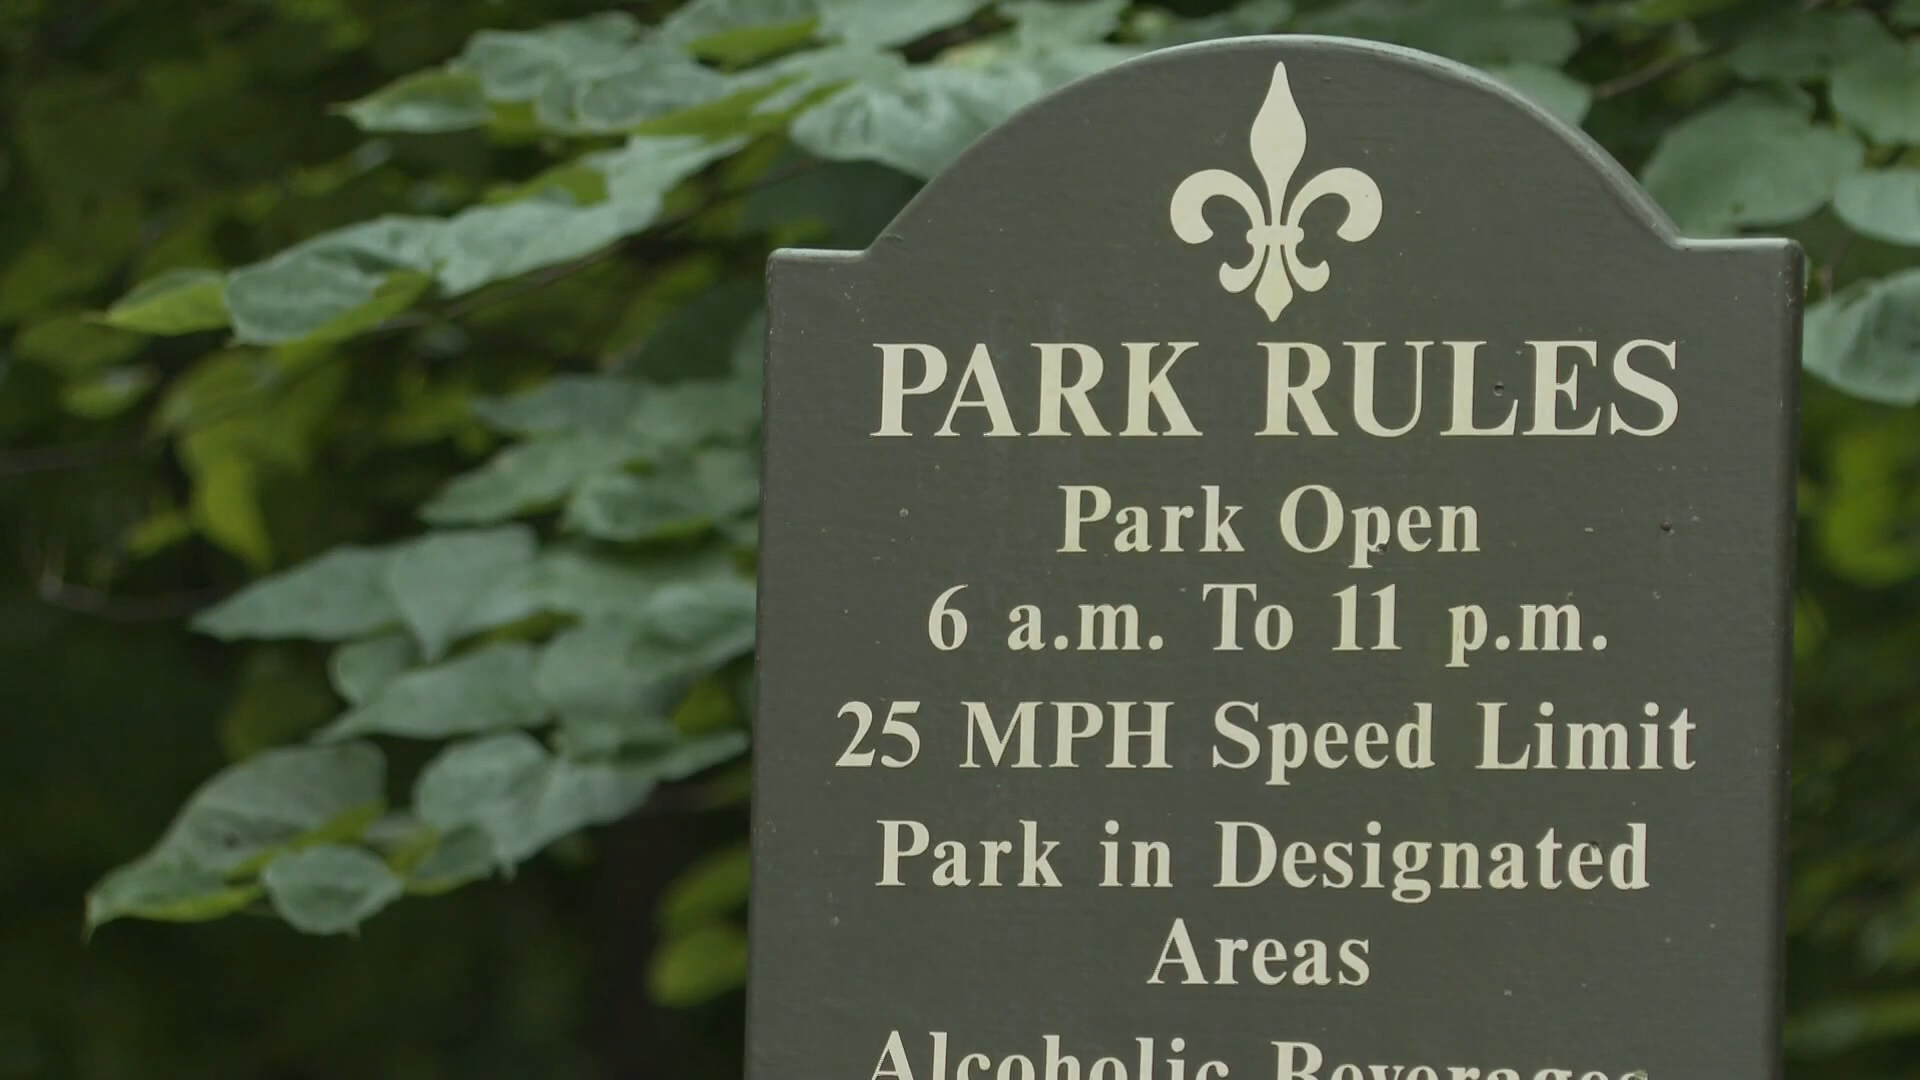 PARK RULES
Park Open
6 a.m. To 11 p.m.
25 MPH Speed Limit
Park in Designated
Areas
Alcoholic Beverages